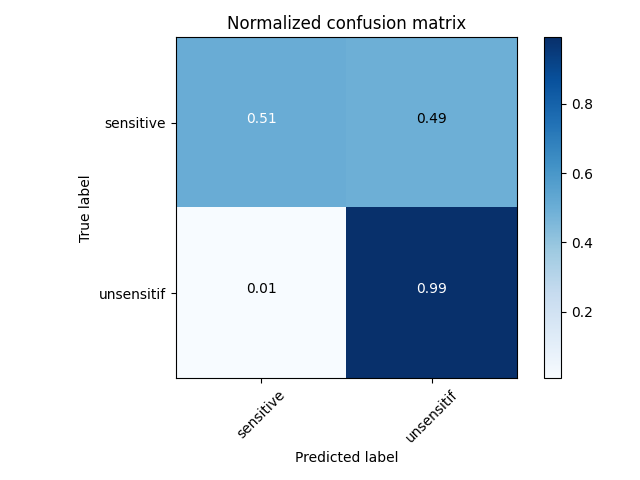 Normalized confusion matrix
True label
sensitive
0.51
0.49
unsensitif
0.01
0.99
sensitive
unsensitif
Predicted label
0.8
0.6
0.4
0.2